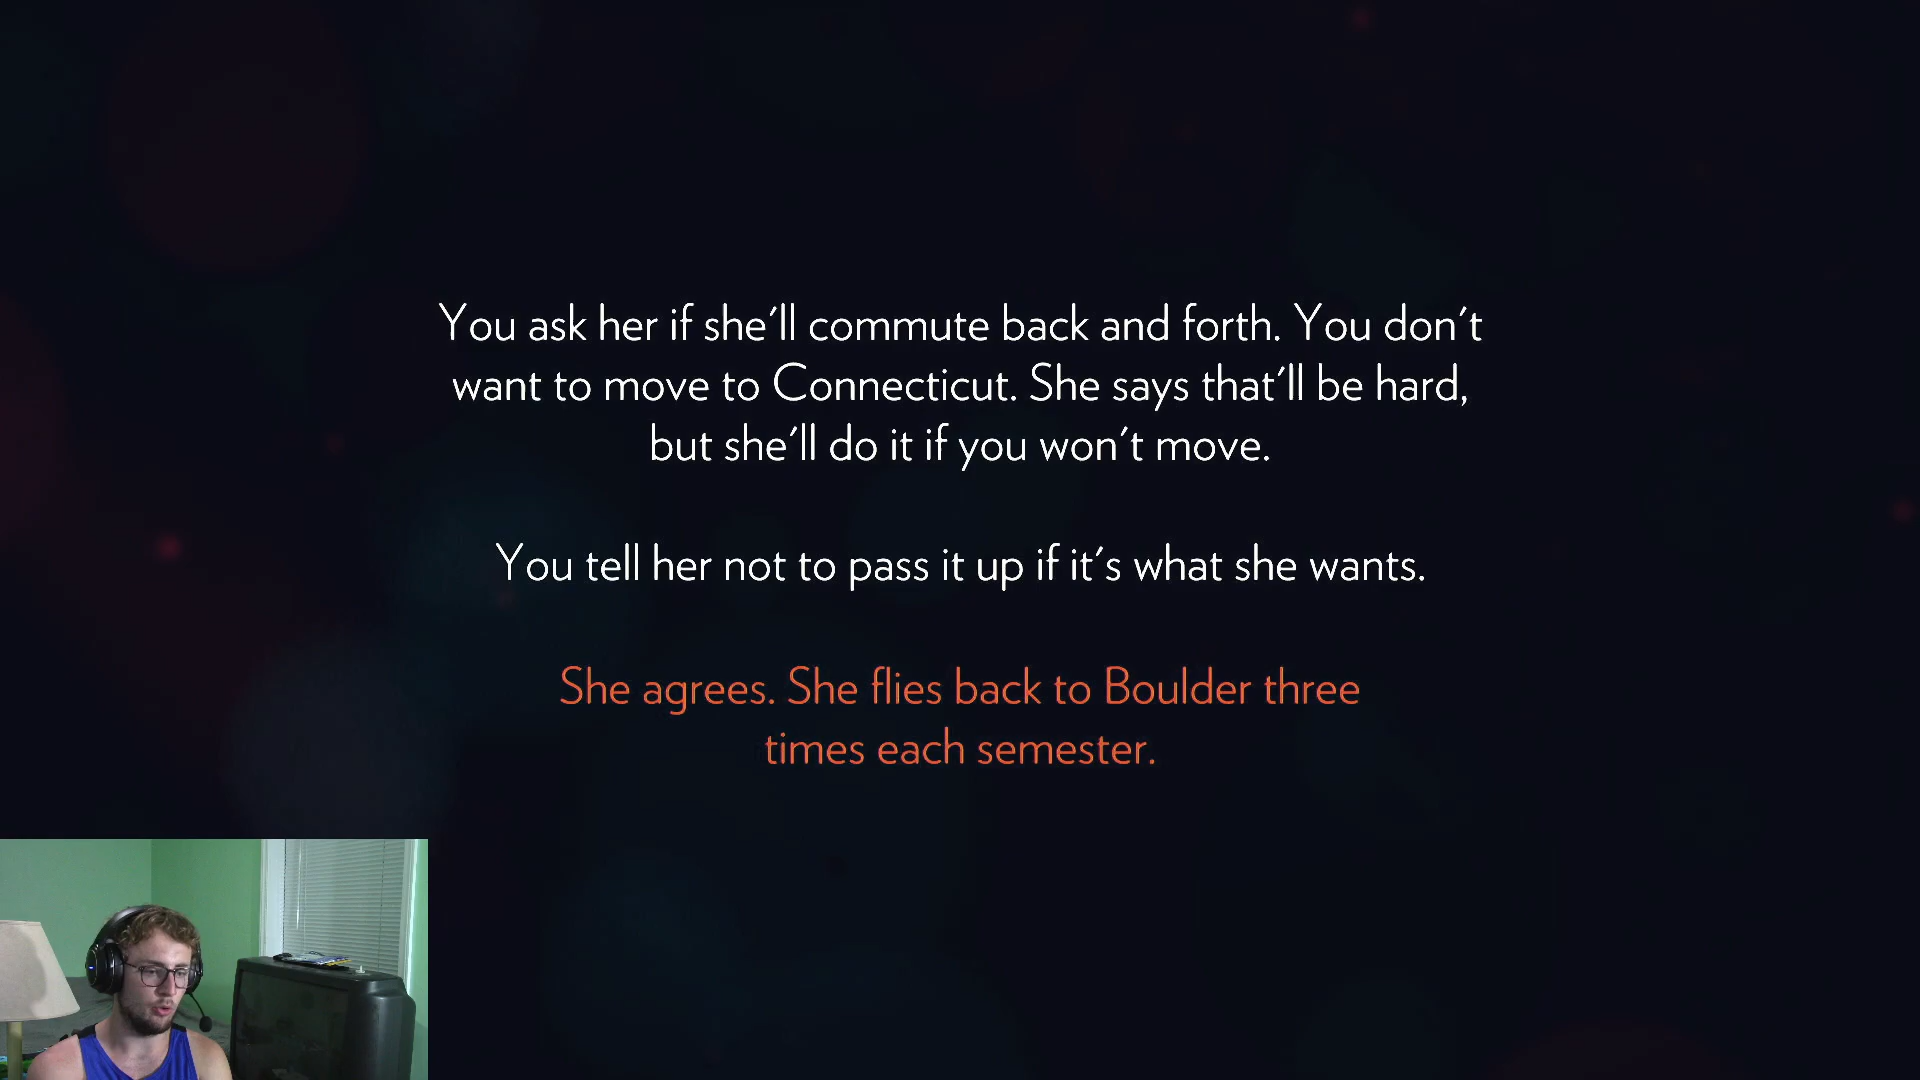 You ask her if she'll commute back and forth. You don't
want to move to Connecticut. She says that'll be hard,
but she'll do it if you won't move.
You tell her not to pass it up if it's what she wants.
She agrees. She flies back to Boulder three
times each semester.